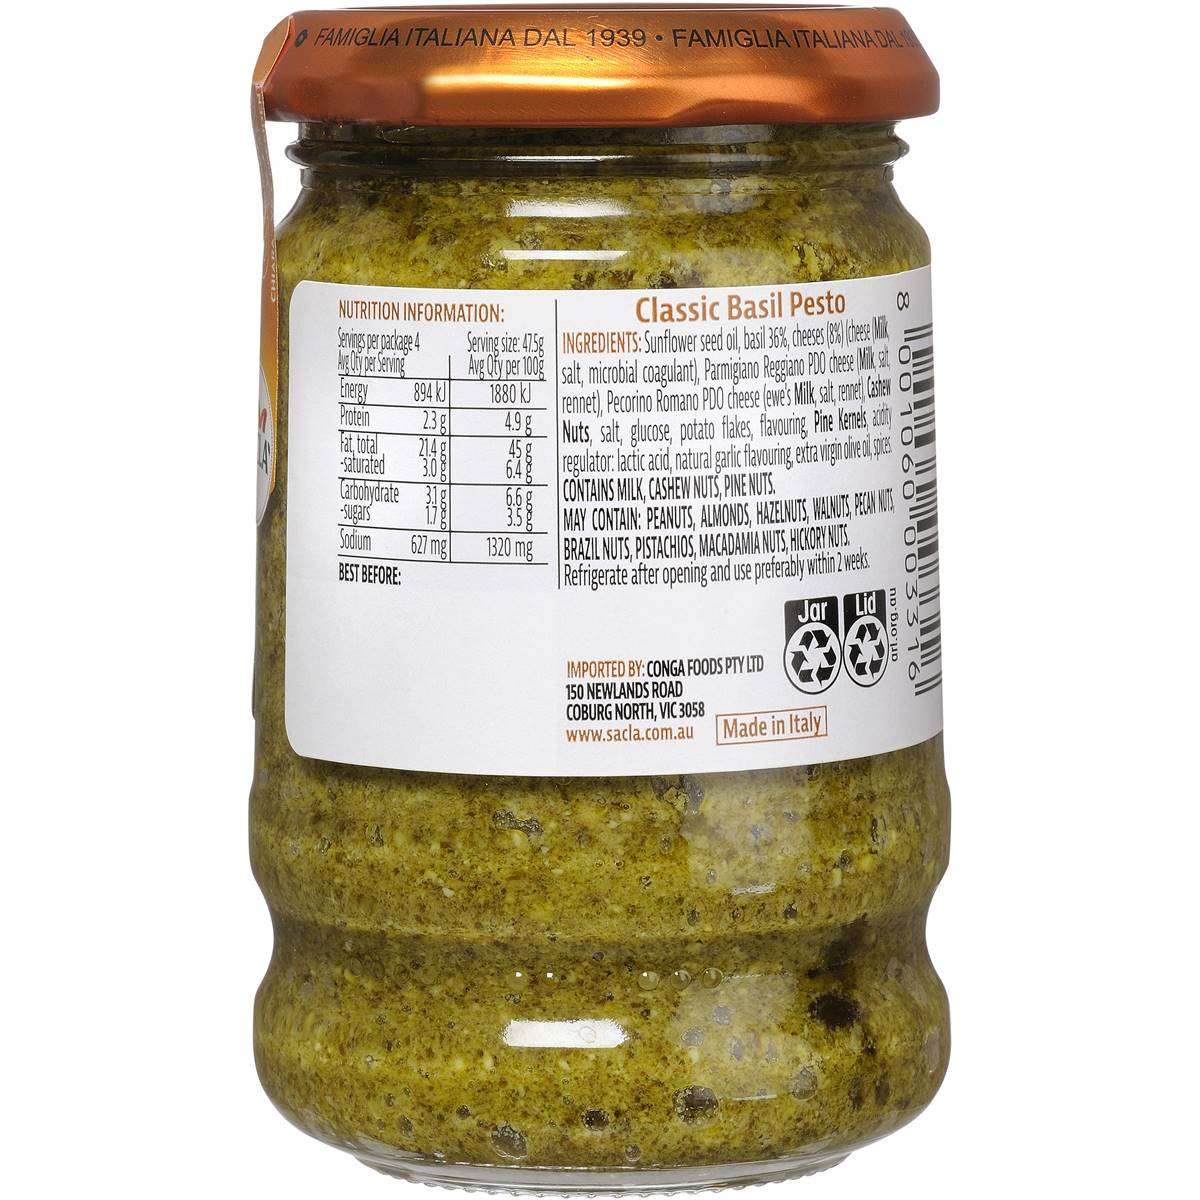 FAMIGLIA ITALIANA DAL 1939 • FAMIGLIA ITALIANA DAL
NUTRITION INFORMATION:
Servings per package 4 Serving size: 47.5g
Avg Qty per Serving Avg Qty per 100g
Energy 894 kJ 1880 kJ
Protein 2.3 g 4.9 g
Fat, total 21.4 g 45 g
-saturated 3.0 g 6.4 g
Carbohydrate 3.1 g 6.6 g
-sugars 1.7 g 3.5 g
Sodium 627 mg 1320 mg
BEST BEFORE:
Classic Basil Pesto
INGREDIENTS: Sunflower seed oil, basil 36%, cheeses (8%) (cheese (Milk,
salt, microbial coagulant), Parmigiano Reggiano PDO cheese (Milk, salt,
rennet), Pecorino Romano PDO cheese (ewe's Milk, salt, rennet), Cashew
Nuts, salt, glucose, potato flakes, flavouring, Pine Kernels, acidity
regulator: lactic acid, natural garlic flavouring, extra virgin olive oil, spices.
CONTAINS MILK, CASHEW NUTS, PINE NUTS.
MAY CONTAIN: PEANUTS, ALMONDS, HAZELNUTS, WALNUTS, PECAN NUTS,
BRAZIL NUTS, PISTACHIOS, MACADAMIA NUTS, HICKORY NUTS.
Refrigerate after opening and use preferably within 2 weeks.
Jar Lid
arl.org.au
IMPORTED BY: CONGA FOODS PTY LTD
150 NEWLANDS ROAD
COBURG NORTH, VIC 3058
www.sacla.com.au
Made in Italy
8 001060 003316